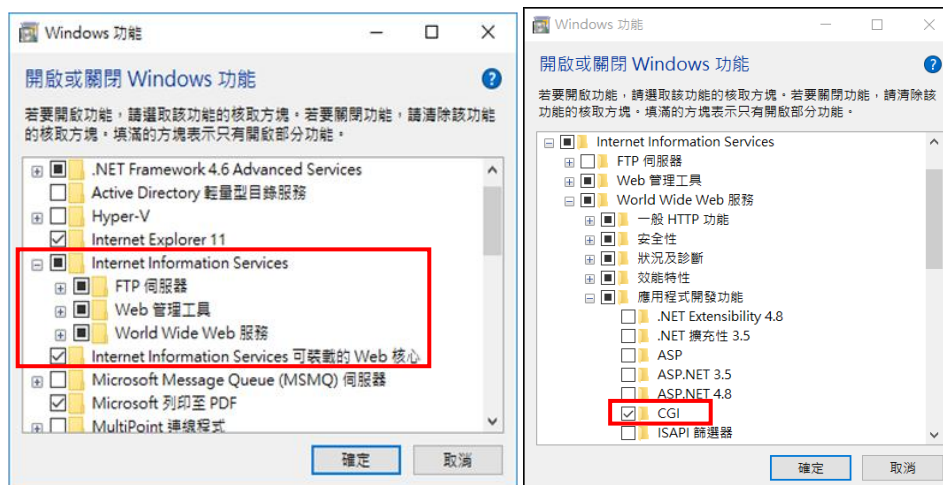 Windows 功能
開啟或關閉 Windows 功能
若要開啟功能，請選取該功能的核取方塊。若要關閉功能，請清除該功能
的核取方塊。填滿的方塊表示只有開啟部分功能。
.NET Framework 4.6 Advanced Services
Active Directory 輕量型目錄服務
Hyper-V
Internet Explorer 11
Internet Information Services
FTP 伺服器
Web 管理工具
World Wide Web 服務
Internet Information Services 可裝載的 Web 核心
Microsoft Message Queue (MSMQ) 伺服器
Microsoft 列印至 PDF
MultiPoint 連線程式
確定
取消
Windows 功能
開啟或關閉 Windows 功能
若要開啟功能，請選取該功能的核取方塊。若要關閉功能，請清除該
功能的核取方塊。填滿的方塊表示只有開啟部分功能。
Internet Information Services
FTP 伺服器
Web 管理工具
World Wide Web 服務
一般 HTTP 功能
安全性
狀況及診斷
效能特性
應用程式開發功能
.NET Extensibility 4.8
.NET 擴充性 3.5
ASP
ASP.NET 3.5
ASP.NET 4.8
CGI
ISAPI 篩選器
確定
取消